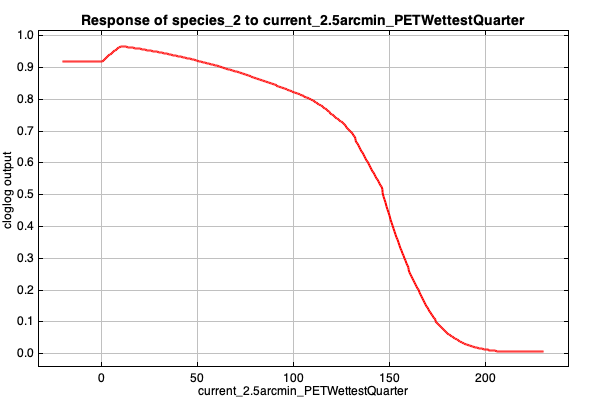 Response of species_2 to current_2.5arcmin_PETWettestQuarter
1.0
0.9
0.8
0.7
0.6
0.5
0.4
0.3
0.2
0.1
0.0
cloglog output
0 50 100 150 200
current_2.5arcmin_PETWettestQuarter